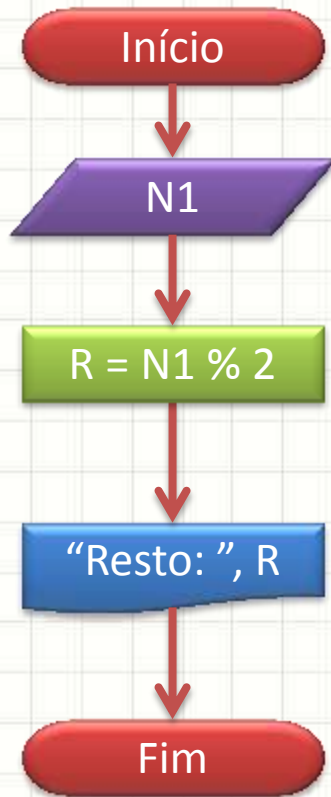 Início
N1
R = N1 % 2
“Resto: ”, R
Fim